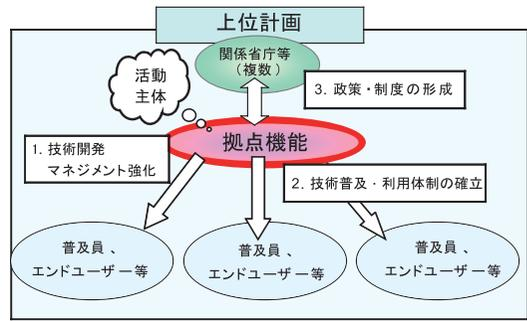 上位計画
関係省庁等
（複数）
活動
主体
3. 政策・制度の形成
拠点機能
1. 技術開発
マネジメント強化
2. 技術普及・利用体制の確立
普及員 、
エンドユーザー等
普及員 、
エンドユーザー等
普及員 、
エンドユーザー等